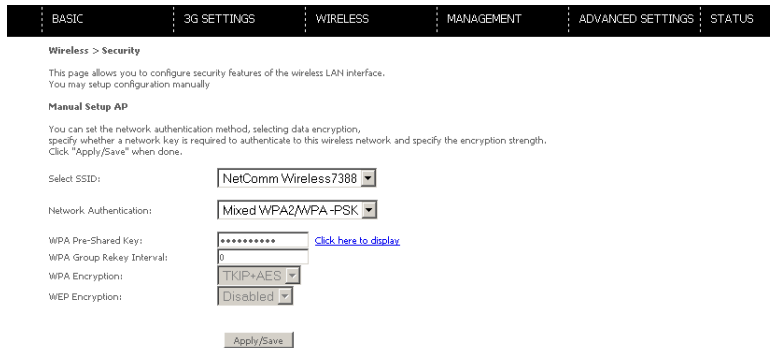 BASIC 3G SETTINGS WIRELESS MANAGEMENT ADVANCED SETTINGS STATUS
Wireless > Security
This page allows you to configure security features of the wireless LAN interface.
You may setup configuration manually
Manual Setup AP
You can set the network authentication method, selecting data encryption,
specify whether a network key is required to authenticate to this wireless network and specify the encryption strength.
Click "Apply/Save" when done.
Select SSID: NetComm Wireless7388
Network Authentication: Mixed WPA2/WPA-PSK
WPA Pre-Shared Key: •••••••••• Click here to display
WPA Group Rekey Interval: 0
WPA Encryption: TKIP+AES
WEP Encryption: Disabled
Apply/Save